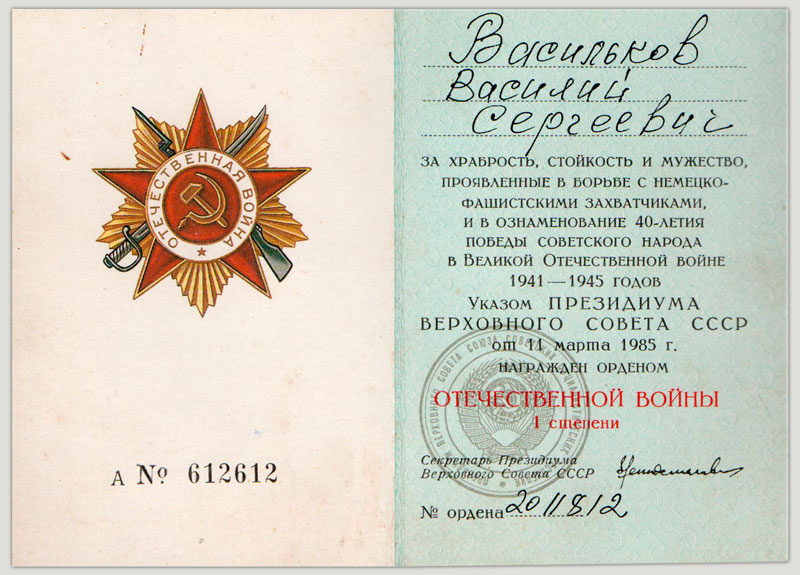 ОТЕЧЕСТВЕННАЯ ВОЙНА
А № 612612
Васильков
Василий
Сергеевич
ЗА ХРАБРОСТЬ, СТОЙКОСТЬ И МУЖЕСТВО,
ПРОЯВЛЕННЫЕ В БОРЬБЕ С НЕМЕЦКО-
ФАШИСТСКИМИ ЗАХВАТЧИКАМИ,
И В ОЗНАМЕНОВАНИЕ 40-ЛЕТИЯ
ПОБЕДЫ СОВЕТСКОГО НАРОДА
В ВЕЛИКОЙ ОТЕЧЕСТВЕННОЙ ВОЙНЕ
1941—1945 ГОДОВ
УКАЗОМ ПРЕЗИДИУМА
ВЕРХОВНОГО СОВЕТА СССР
от 11 марта 1985 г.
НАГРАЖДЕН ОРДЕНОМ
ОТЕЧЕСТВЕННОЙ ВОЙНЫ
I степени
Секретарь Президиума
Верховного Совета СССР
№ ордена 2011812